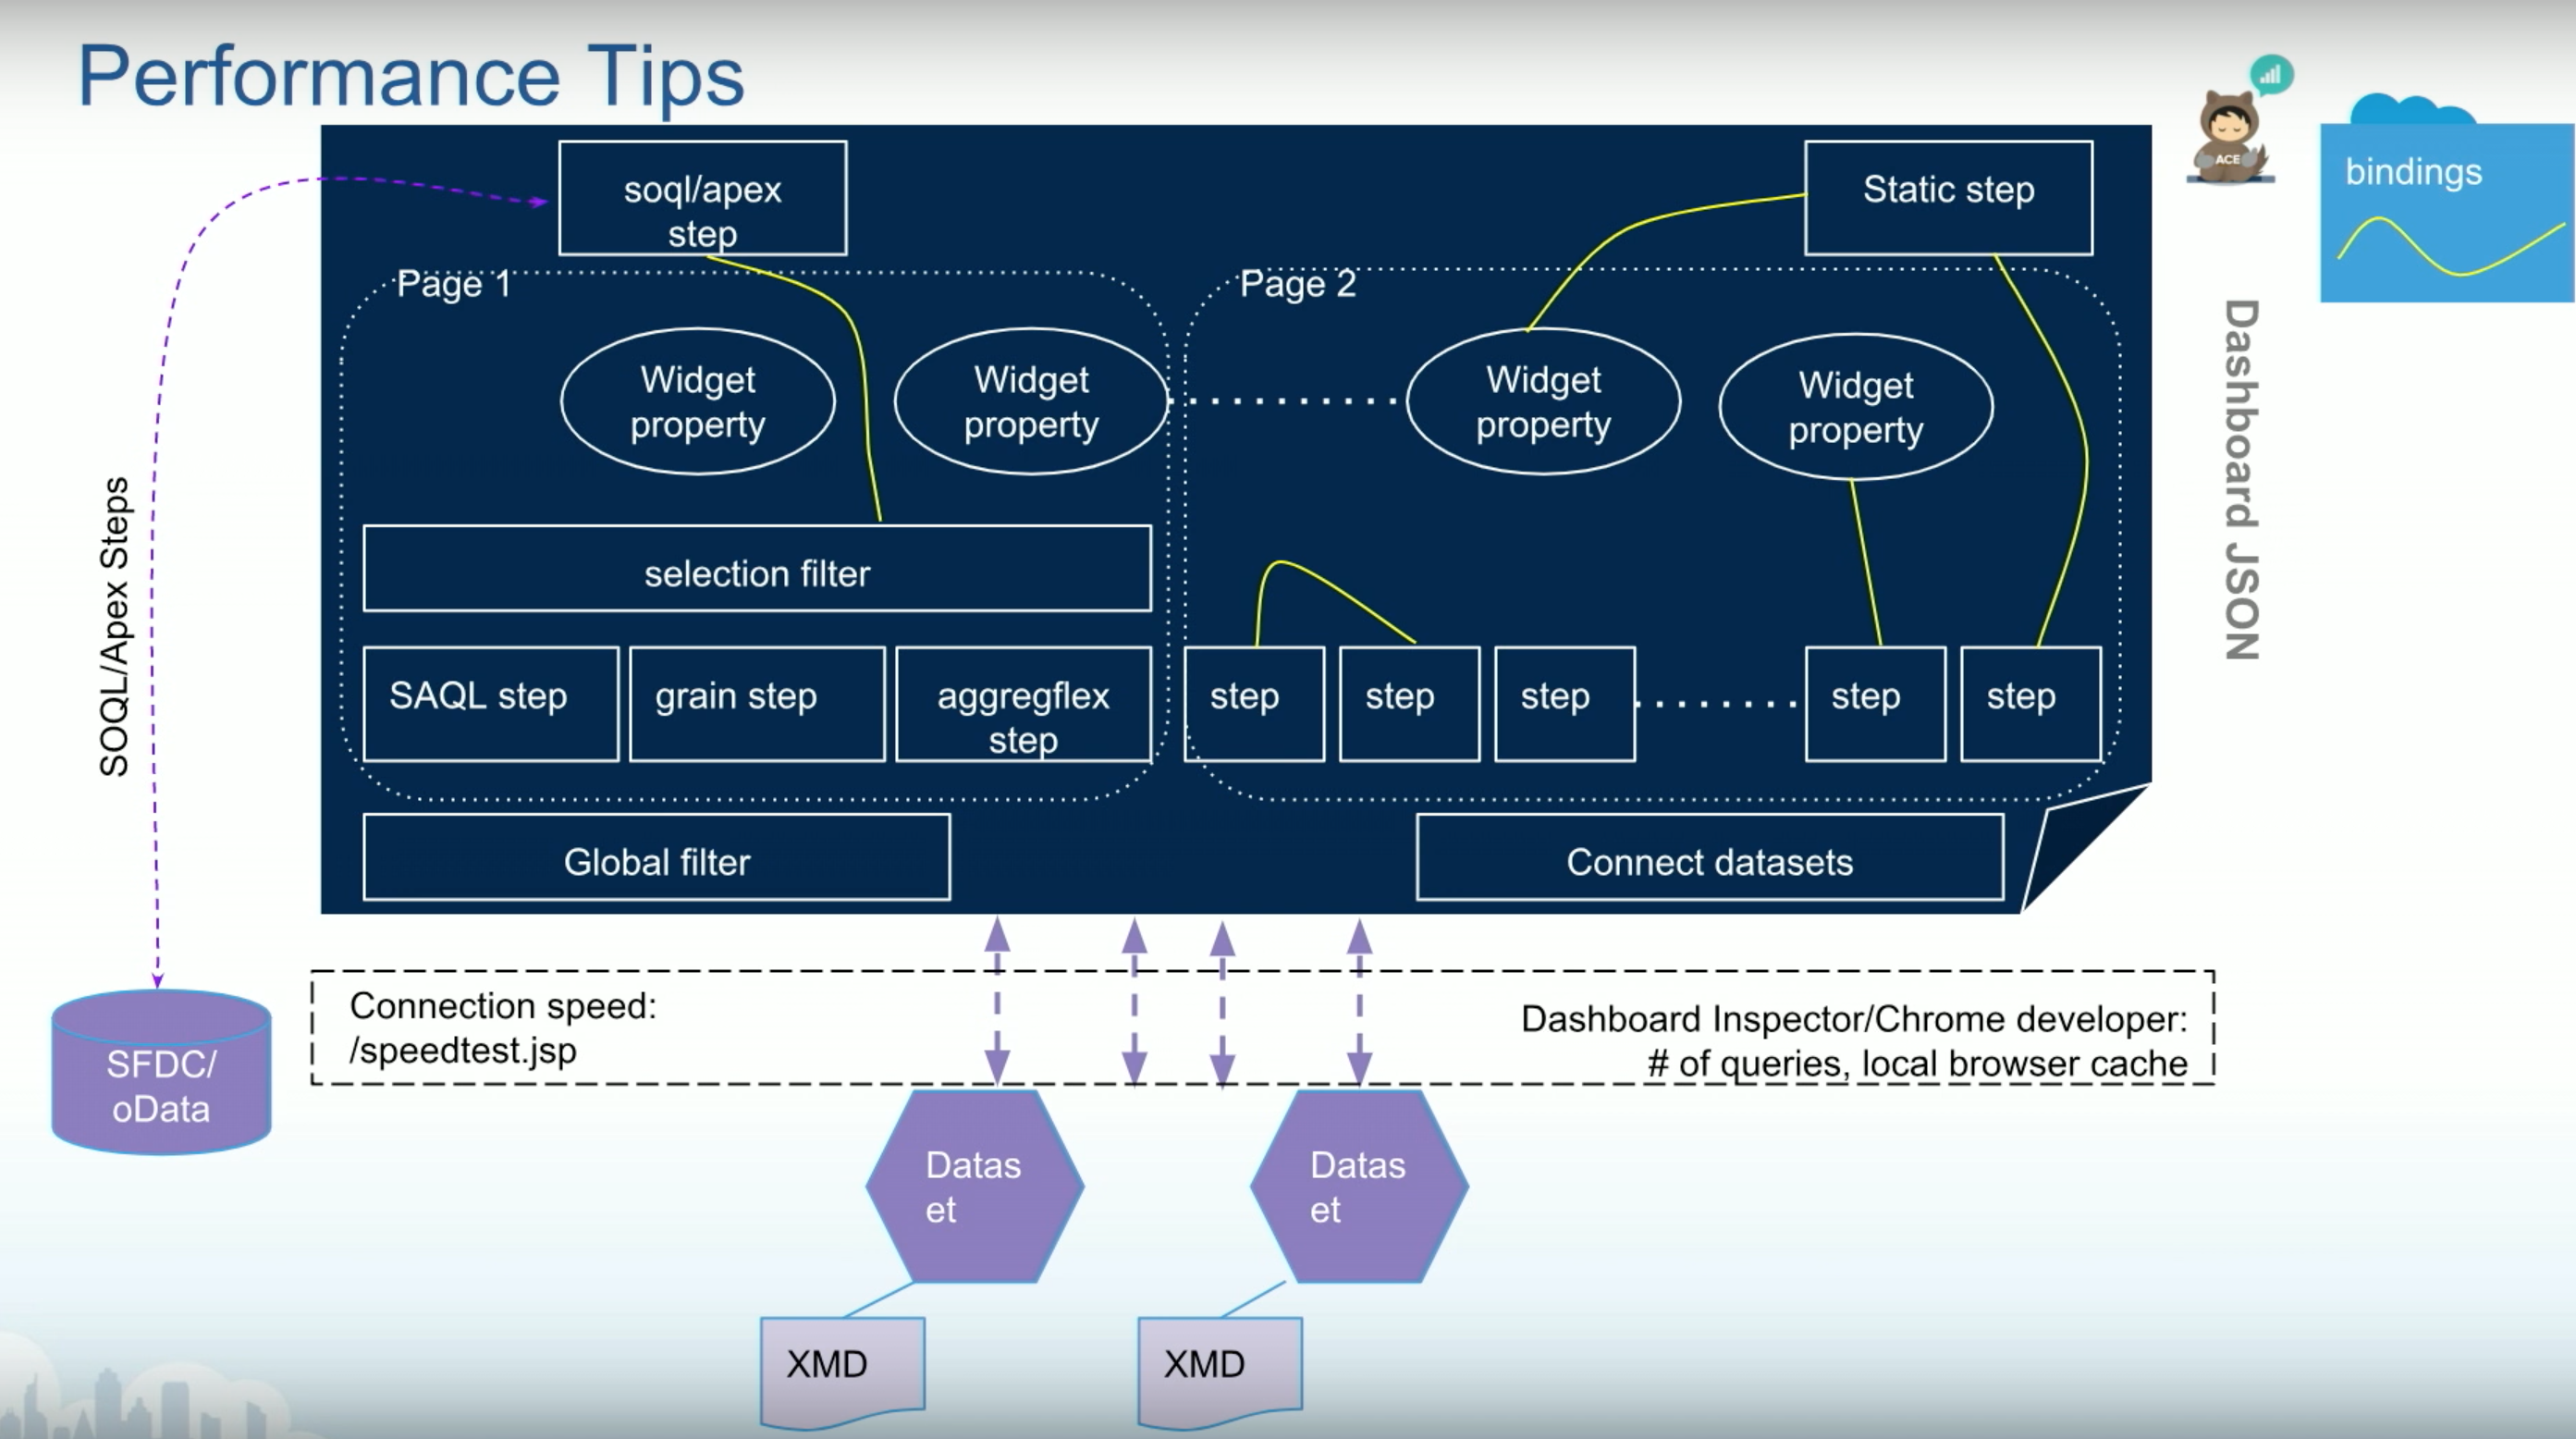 Performance Tips
ACE
bindings
soql/apex
step
Static step
Page 1
Page 2
Widget
property
Widget
property
Widget
property
Widget
property
selection filter
SAQL step
grain step
aggregflex
step
step
step
step
step
step
Global filter
Connect datasets
Dashboard JSON
SOQL/Apex Steps
Connection speed:
/speedtest.jsp
Dashboard Inspector/Chrome developer:
# of queries, local browser cache
SFDC/
oData
Datas
et
Datas
et
XMD
XMD